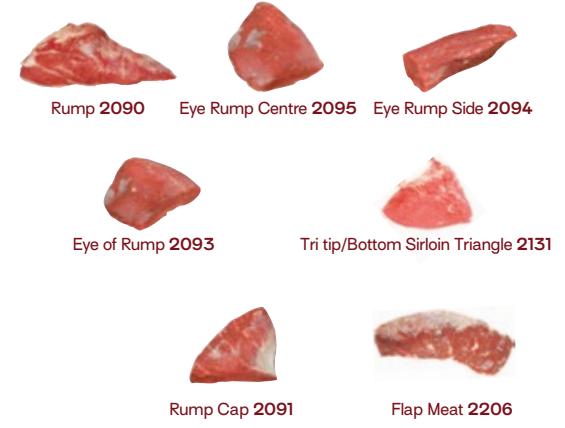 Rump 2090
Eye Rump Centre 2095
Eye Rump Side 2094
Eye of Rump 2093
Tri tip/Bottom Sirloin Triangle 2131
Rump Cap 2091
Flap Meat 2206